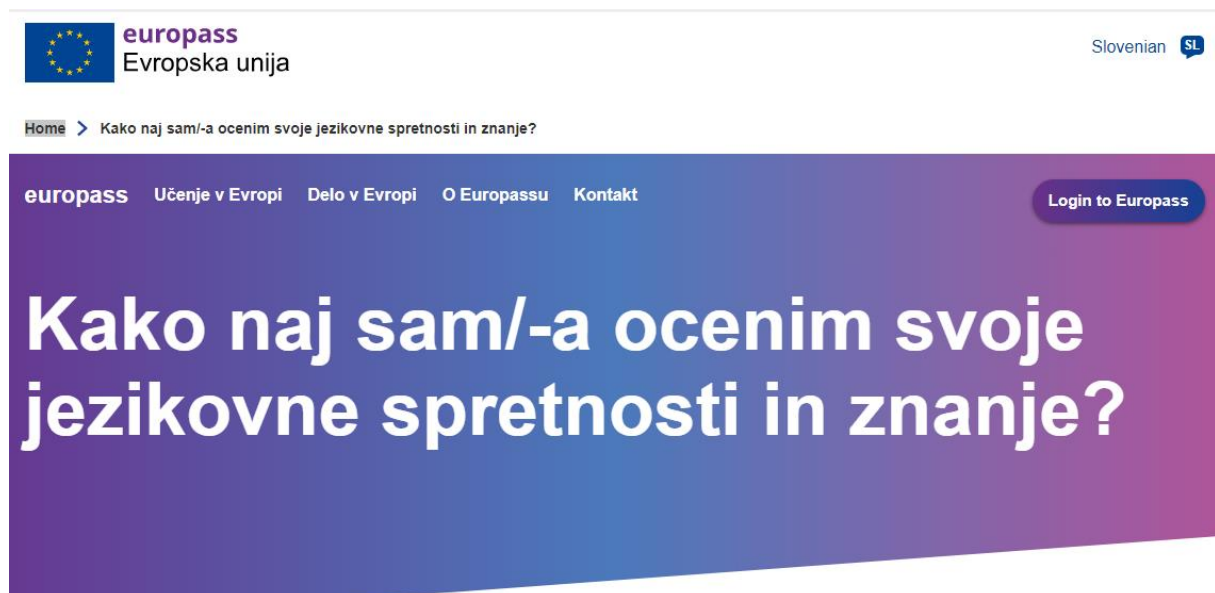 europass
Evropska unija
Slovenian SL
Home > Kako naj sam/-a ocenim svoje jezikovne spretnosti in znanje?
europass Učenje v Evropi Delo v Evropi O Europassu Kontakt Login to Europass
Kako naj sam/-a ocenim svoje
jezikovne spretnosti in znanje?